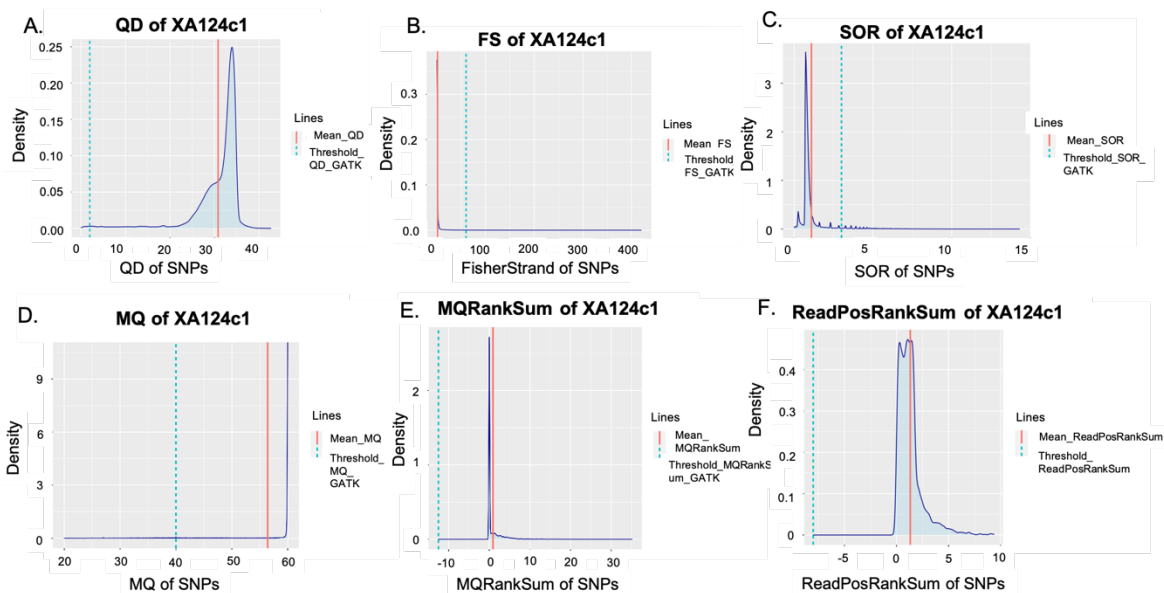 A.
QD of XA124c1
Density
0.25
0.20
0.15
0.10
0.05
0.00
0
10
20
30
40
QD of SNPs
Lines
Mean_QD
Threshold_
QD_GATK
B.
FS of XA124c1
Density
0.3
0.2
0.1
0.0
0
100
200
300
400
FisherStrand of SNPs
Lines
Mean FS
Threshold
FS_GATK
C.
SOR of XA124c1
Density
3
2
1
0
0
5
10
15
SOR of SNPs
Lines
Mean_SOR
Threshold_SOR_
GATK
D.
MQ of XA124c1
Density
9
6
3
0
20
30
40
50
60
MQ of SNPs
Lines
Mean_MQ
Threshold_
MQ_
GATK
E.
MQRankSum of XA124c1
Density
2
1
0
-10
0
10
20
30
MQRankSum of SNPs
Lines
Mean_
MQRankSum
Threshold_MQRankS
um_GATK
F.
ReadPosRankSum of XA124c1
Density
0.4
0.3
0.2
0.1
0
-5
0
5
10
ReadPosRankSum of SNPs
Lines
Mean_ReadPosRankSum
Threshold_
ReadPosRankSum